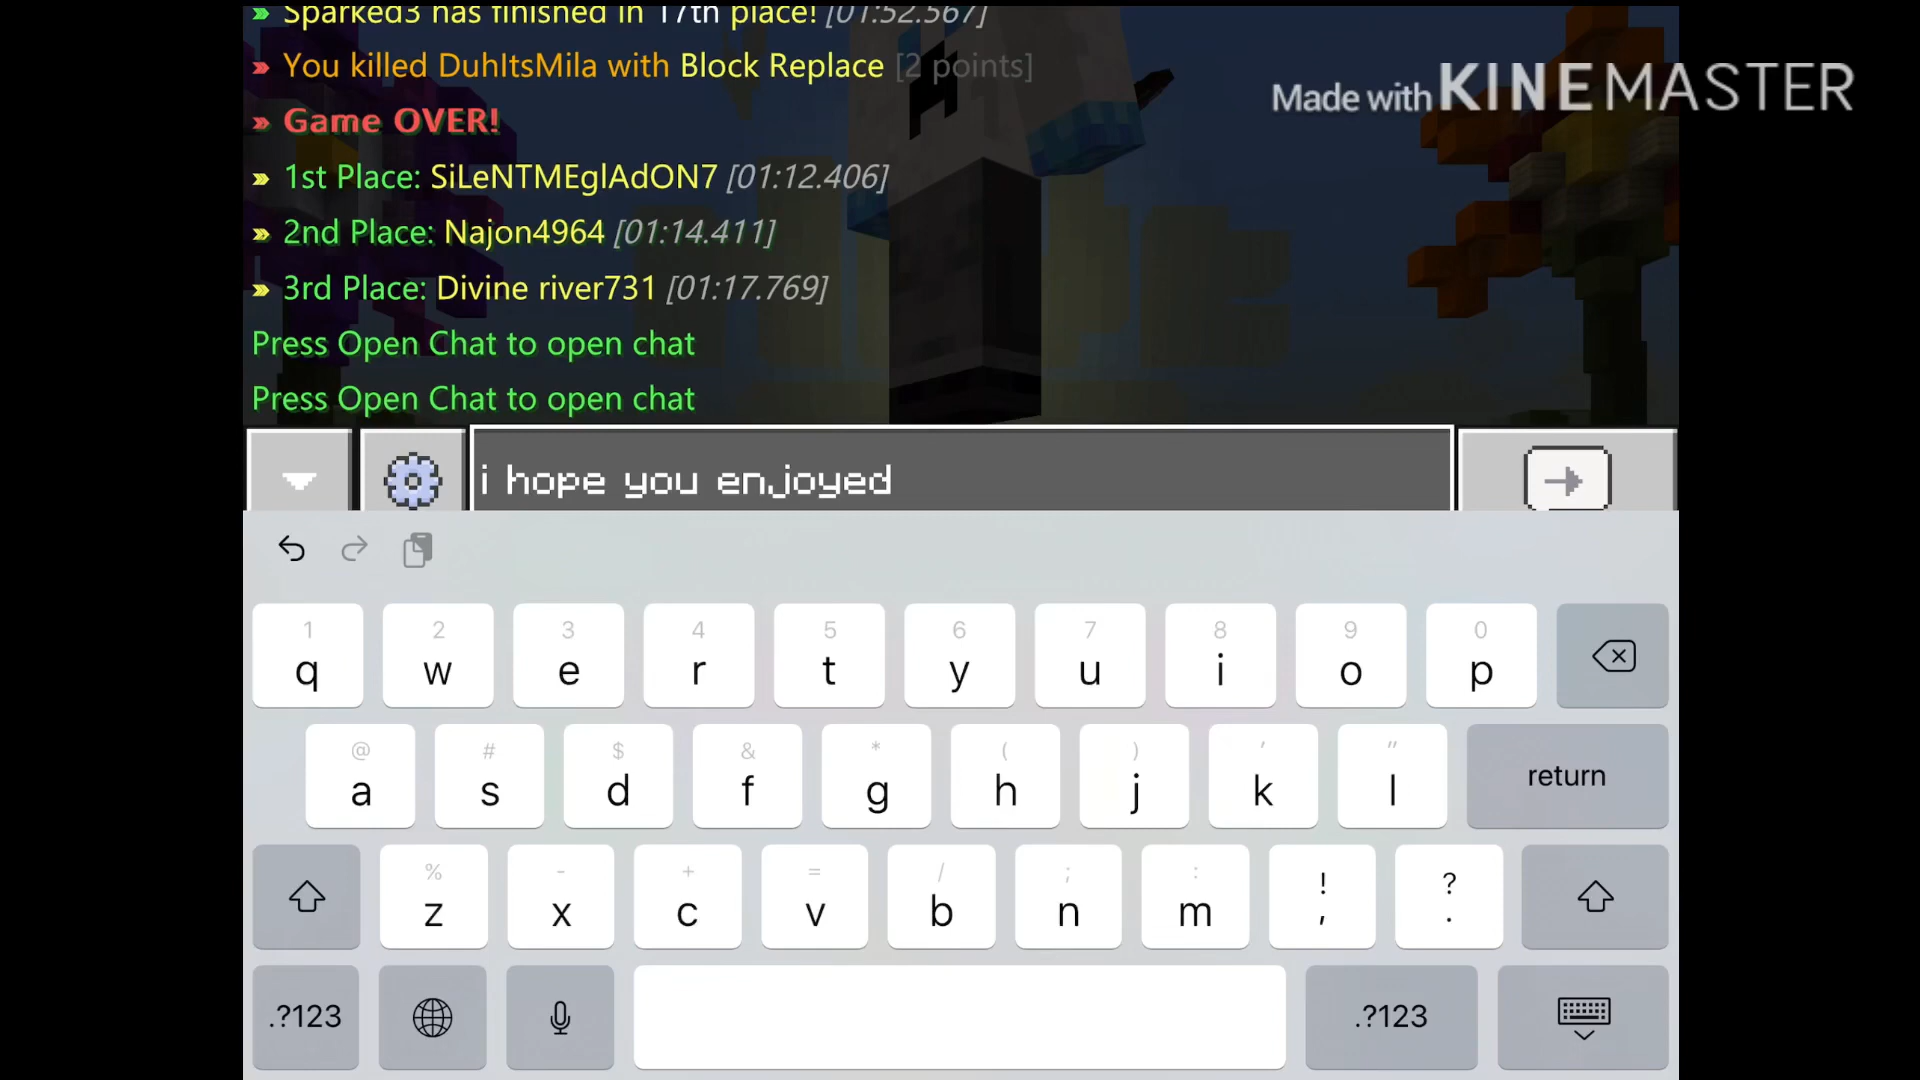 » Sparked3 has finished in 17th place! [01:52.567]
» You killed DuhItsMila with Block Replace [2 points]
» Game OVER!
» 1st Place: SiLeNTMEglAdON7 [01:12.406]
» 2nd Place: Najon4964 [01:14.411]
» 3rd Place: Divine river731 [01:17.769]
Press Open Chat to open chat
Press Open Chat to open chat
Made with KINEMASTER
i hope you enjoyed
1 2 3 4 5 6 7 8 9 0
q w e r t y u i o p
@ # $ & * ( ) ' "
a s d f g h j k l return
% - + = / ; : ! ?
z x c v b n m , .
.?123 .?123